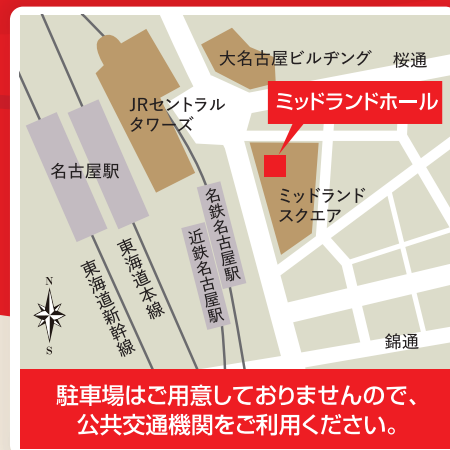 大名古屋ビルヂング
桜通
JRセントラル
タワーズ
ミッドランドホール
名古屋駅
ミッドランド
スクエア
名鉄名古屋駅
近鉄名古屋駅
東海道本線
東海道新幹線
N
S
錦通
駐車場はご用意しておりませんので、
公共交通機関をご利用ください。